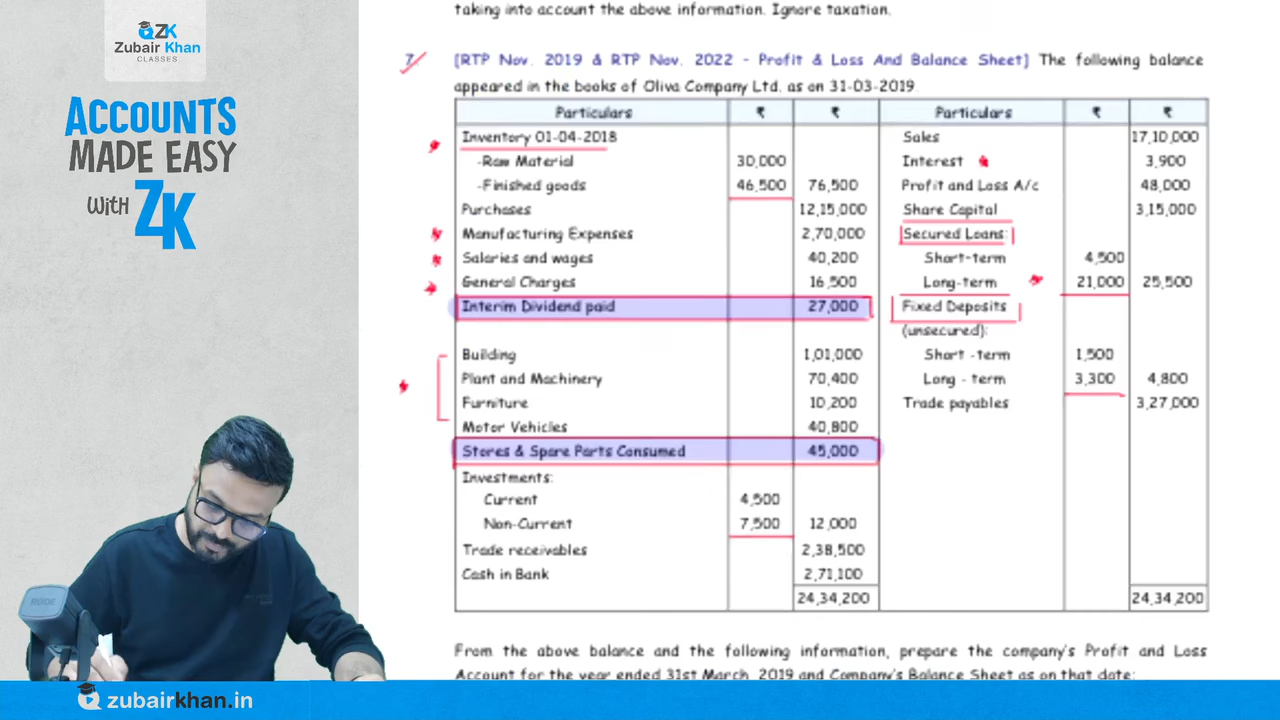 ZK
Zubair Khan
CLASSES
ACCOUNTS
MADE EASY
WITH ZK
RØDE
zubairkhan.in
taking into account the above information. Ignore taxation.
7. [RTP Nov. 2019 & RTP Nov. 2022 - Profit & Loss And Balance Sheet] The following balance
appeared in the books of Oliva Company Ltd. as on 31-03-2019.
Particulars ₹ ₹ Particulars ₹ ₹
Inventory 01-04-2018 Sales 17,10,000
-Raw Material 30,000 Interest 3,900
-Finished goods 46,500 76,500 Profit and Loss A/c 48,000
Purchases 12,15,000 Share Capital 3,15,000
Manufacturing Expenses 2,70,000 Secured Loans:
Salaries and wages 40,200 Short-term 4,500
General Charges 16,500 Long-term 21,000 25,500
Interim Dividend paid 27,000 Fixed Deposits
(unsecured):
Building 1,01,000 Short -term 1,500
Plant and Machinery 70,400 Long - term 3,300 4,800
Furniture 10,200 Trade payables 3,27,000
Motor Vehicles 40,800
Stores & Spare Parts Consumed 45,000
Investments:
Current 4,500
Non-Current 7,500 12,000
Trade receivables 2,38,500
Cash in Bank 2,71,100
24,34,200 24,34,200
From the above balance and the following information, prepare the company's Profit and Loss
Account for the year ended 31st March, 2019 and Company's Balance Sheet as on that date: